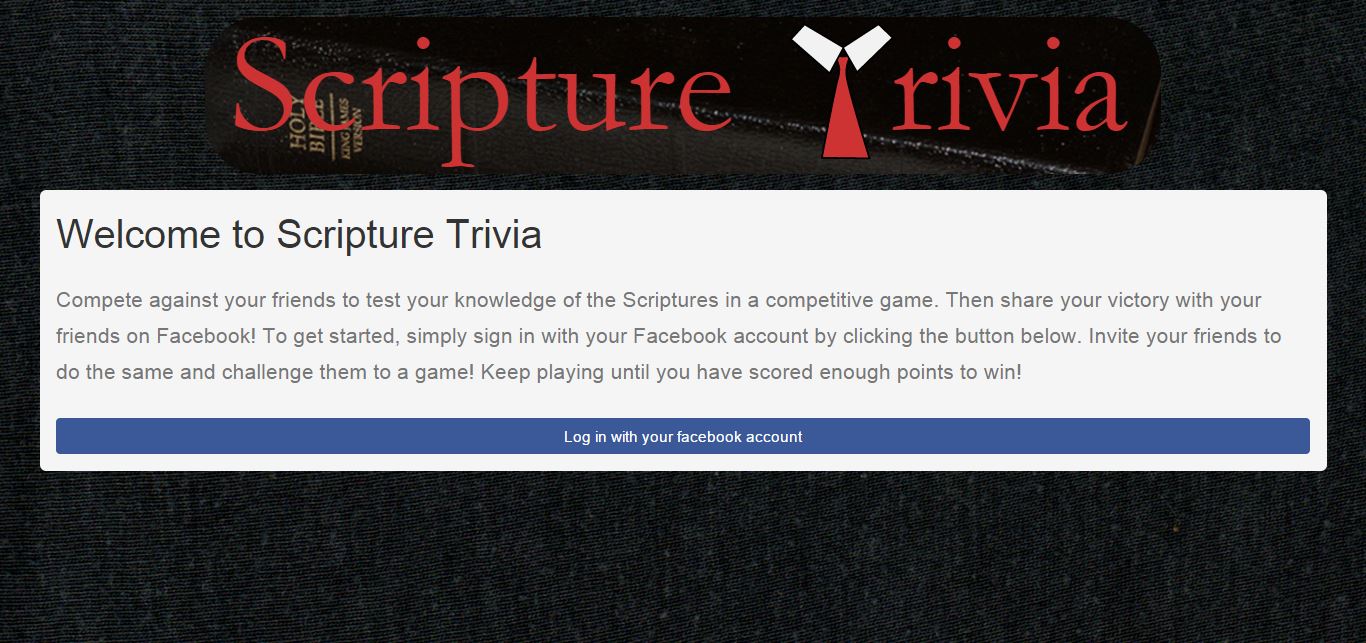 Scripture Trivia
HOLY
BIBLE
KING JAMES
VERSION
Welcome to Scripture Trivia
Compete against your friends to test your knowledge of the Scriptures in a competitive game. Then share your victory with your
friends on Facebook! To get started, simply sign in with your Facebook account by clicking the button below. Invite your friends to
do the same and challenge them to a game! Keep playing until you have scored enough points to win!
Log in with your facebook account